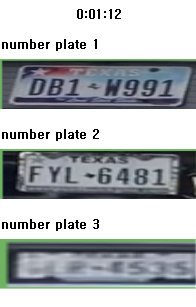 0:01:12
number plate 1
TEXAS
DB1 W991
number plate 2
TEXAS
FYL 6481
number plate 3